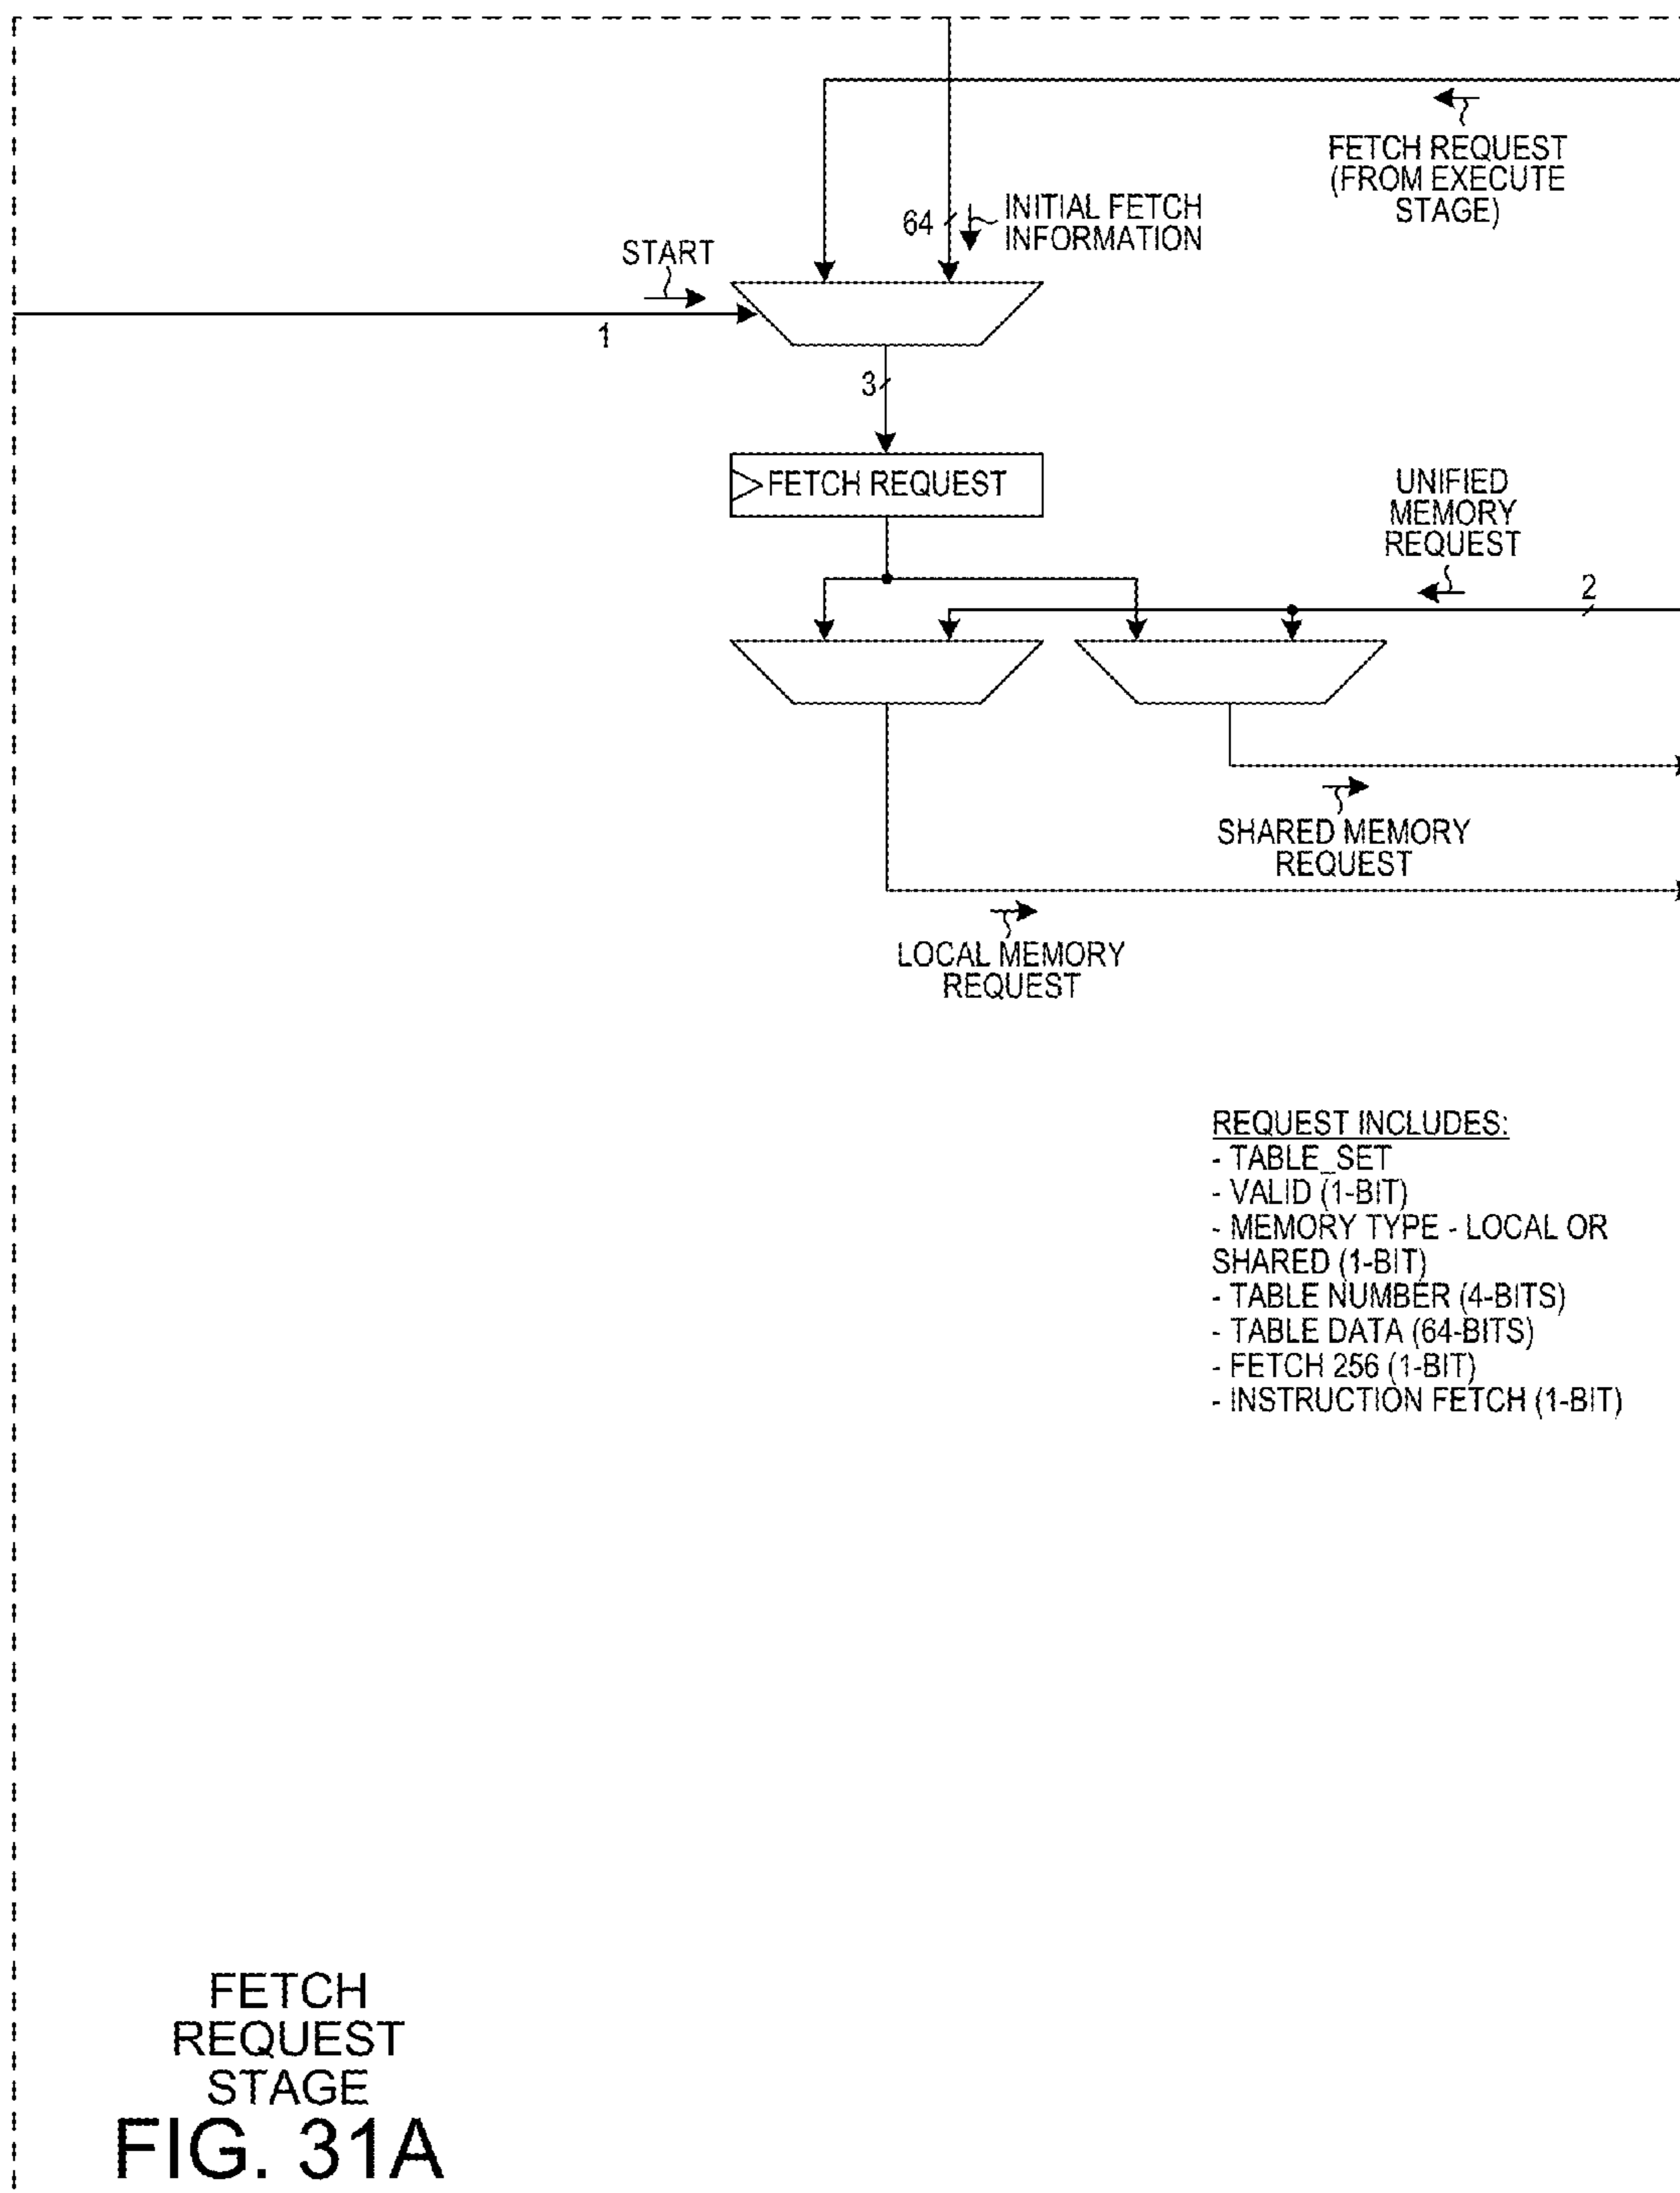 FETCH REQUEST
(FROM EXECUTE
STAGE)
64
INITIAL FETCH
INFORMATION
START
1
3
FETCH REQUEST
UNIFIED
MEMORY
REQUEST
2
SHARED MEMORY
REQUEST
LOCAL MEMORY
REQUEST
REQUEST INCLUDES:
- TABLE_SET
- VALID (1-BIT)
- MEMORY TYPE - LOCAL OR
SHARED (1-BIT)
- TABLE NUMBER (4-BITS)
- TABLE DATA (64-BITS)
- FETCH 256 (1-BIT)
- INSTRUCTION FETCH (1-BIT)
FETCH
REQUEST
STAGE
FIG. 31A